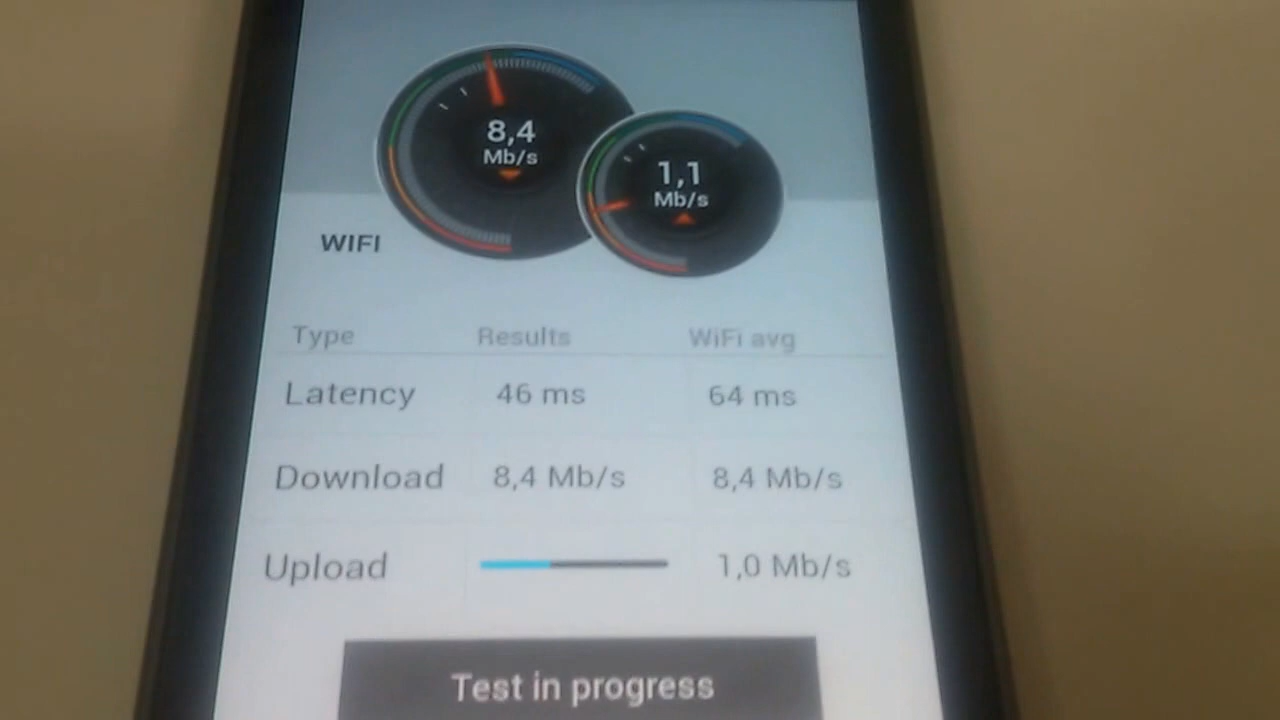 8,4
Mb/s
1,1
Mb/s
WIFI
Type Results WiFi avg
Latency 46 ms 64 ms
Download 8,4 Mb/s 8,4 Mb/s
Upload 1,0 Mb/s
Test in progress